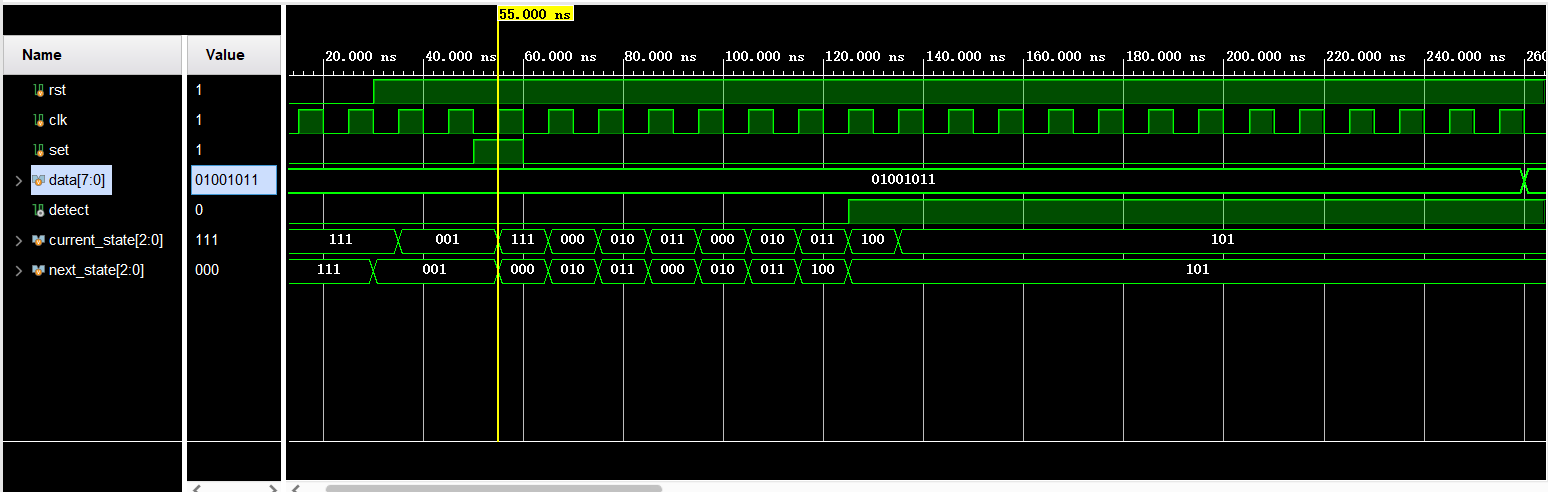 55.000 ns
Name Value
20.000 ns 40.000 ns 60.000 ns 80.000 ns 100.000 ns 120.000 ns 140.000 ns 160.000 ns 180.000 ns 200.000 ns 220.000 ns 240.000 ns 260
rst 1
clk 1
set 1
data[7:0] 01001011 01001011
detect 0
current_state[2:0] 111 111 001 111 000 010 011 000 010 011 100 101
next_state[2:0] 000 111 001 000 010 011 000 010 011 100 101